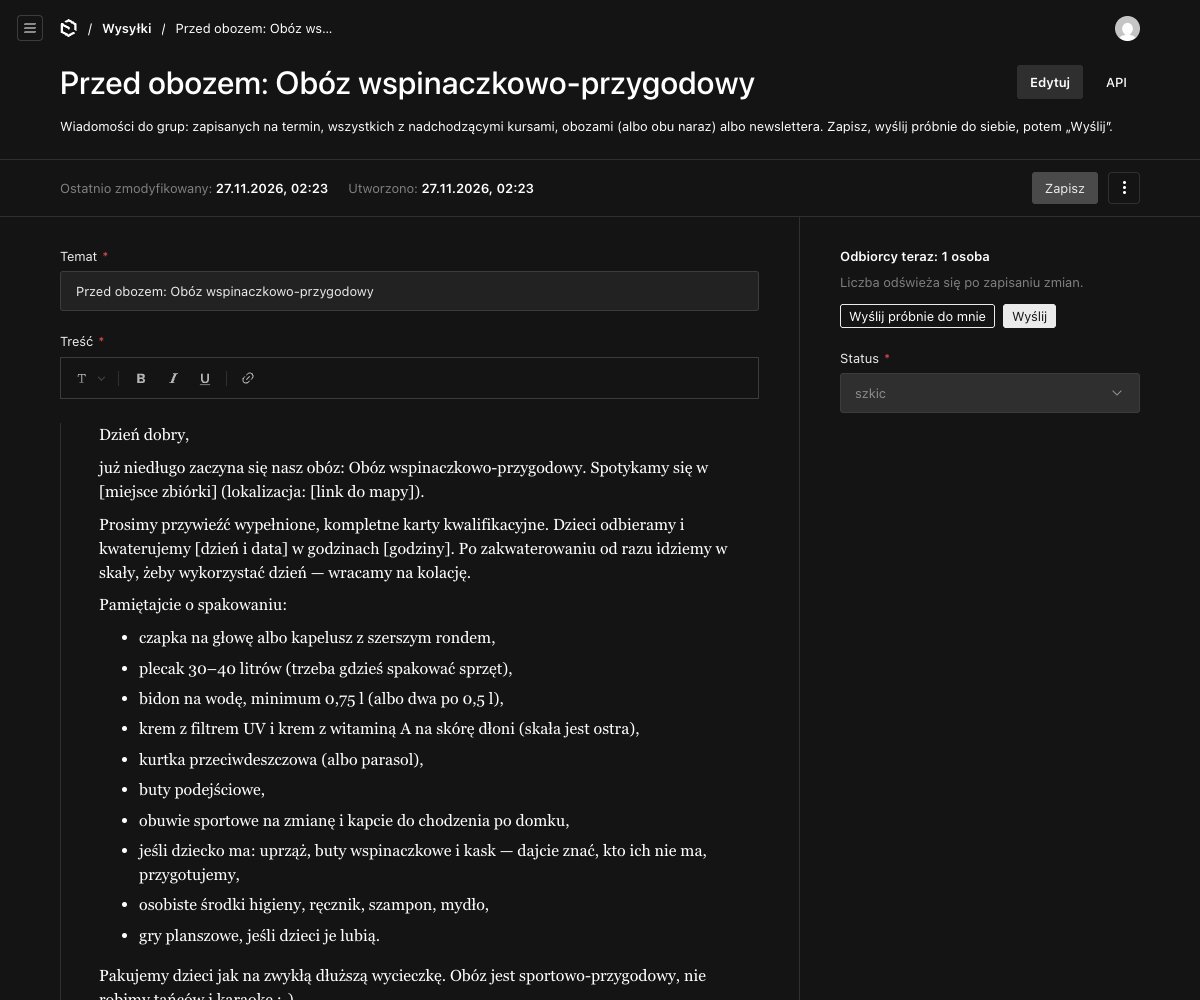 / Wysyłki / Przed obozem: Obóz ws...
Przed obozem: Obóz wspinaczkowo-przygodowy
Edytuj
API
Wiadomości do grup: zapisanych na termin, wszystkich z nadchodzącymi kursami, obozami (albo obu naraz) albo newslettera. Zapisz, wyślij próbnie do siebie, potem „Wyślij”.
Ostatnio zmodyfikowany: 27.11.2026, 02:23
Utworzono: 27.11.2026, 02:23
Zapisz
Temat *
Przed obozem: Obóz wspinaczkowo-przygodowy
Treść *
T
B
I
U
Dzień dobry,
już niedługo zaczyna się nasz obóz: Obóz wspinaczkowo-przygodowy. Spotykamy się w
[miejsce zbiórki] (lokalizacja: [link do mapy]).
Prosimy przywieźć wypełnione, kompletne karty kwalifikacyjne. Dzieci odbieramy i
kwaterujemy [dzień i data] w godzinach [godziny]. Po zakwaterowaniu od razu idziemy w
skały, żeby wykorzystać dzień — wracamy na kolację.
Pamiętajcie o spakowaniu:
• czapka na głowę albo kapelusz z szerszym rondem,
• plecak 30–40 litrów (trzeba gdzieś spakować sprzęt),
• bidon na wodę, minimum 0,75 l (albo dwa po 0,5 l),
• krem z filtrem UV i krem z witaminą A na skórę dłoni (skała jest ostra),
• kurtka przeciwdeszczowa (albo parasol),
• buty podejściowe,
• obuwie sportowe na zmianę i kapcie do chodzenia po domku,
• jeśli dziecko ma: uprząż, buty wspinaczkowe i kask — dajcie znać, kto ich nie ma,
przygotujemy,
• osobiste środki higieny, ręcznik, szampon, mydło,
• gry planszowe, jeśli dzieci je lubią.
Pakujemy dzieci jak na zwykłą dłuższą wycieczkę. Obóz jest sportowo-przygodowy, nie
robimy tańców i karaoke ; )
Odbiorcy teraz: 1 osoba
Liczba odświeża się po zapisaniu zmian.
Wyślij próbnie do mnie
Wyślij
Status *
szkic